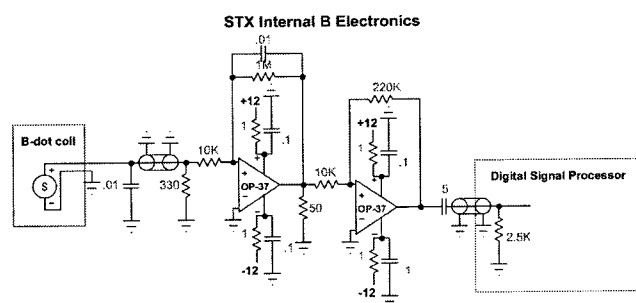 STX Internal B Electronics
.01
1M
220K
+12
1
.1
+12
1
.1
B-dot coil
+
S
−
.01
330
10K
+
+
−
−
OP-37
50
10K
+
+
−
−
OP-37
5
Digital Signal Processor
2.5K
1
.1
-12
1
1
-12